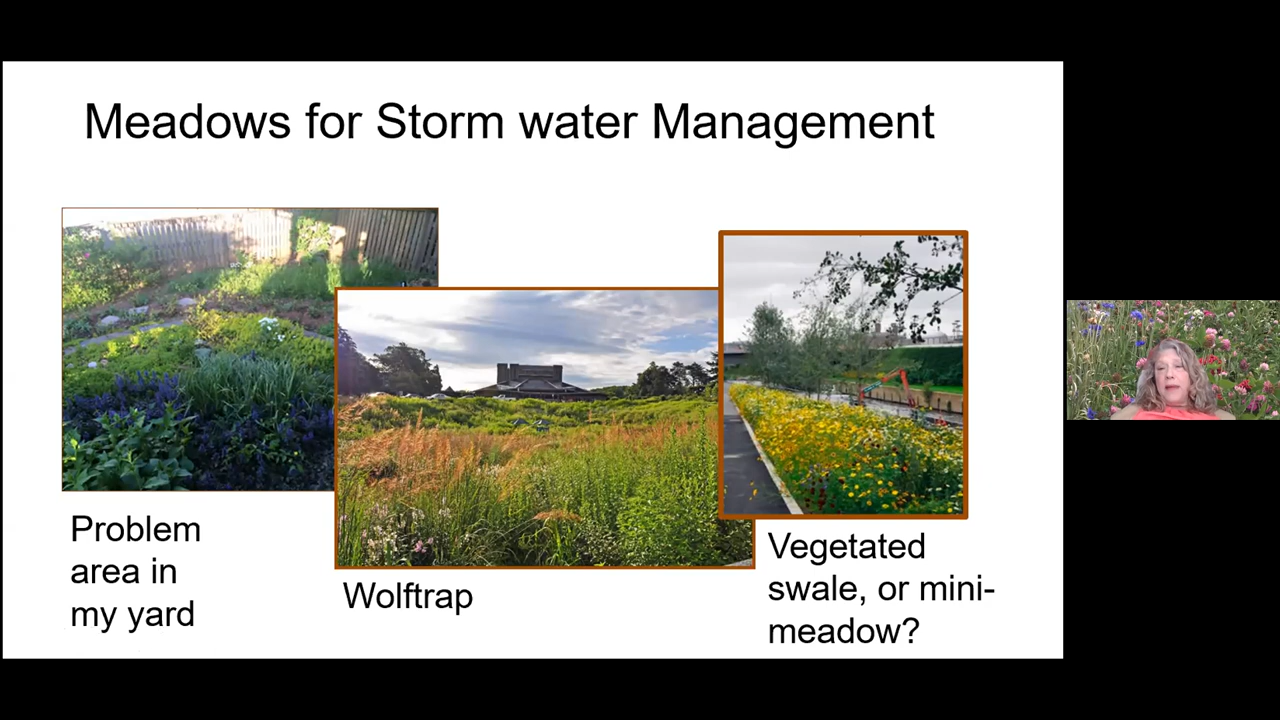 Meadows for Storm water Management
Problem
area in
my yard
Wolftrap
Vegetated
swale, or mini-
meadow?